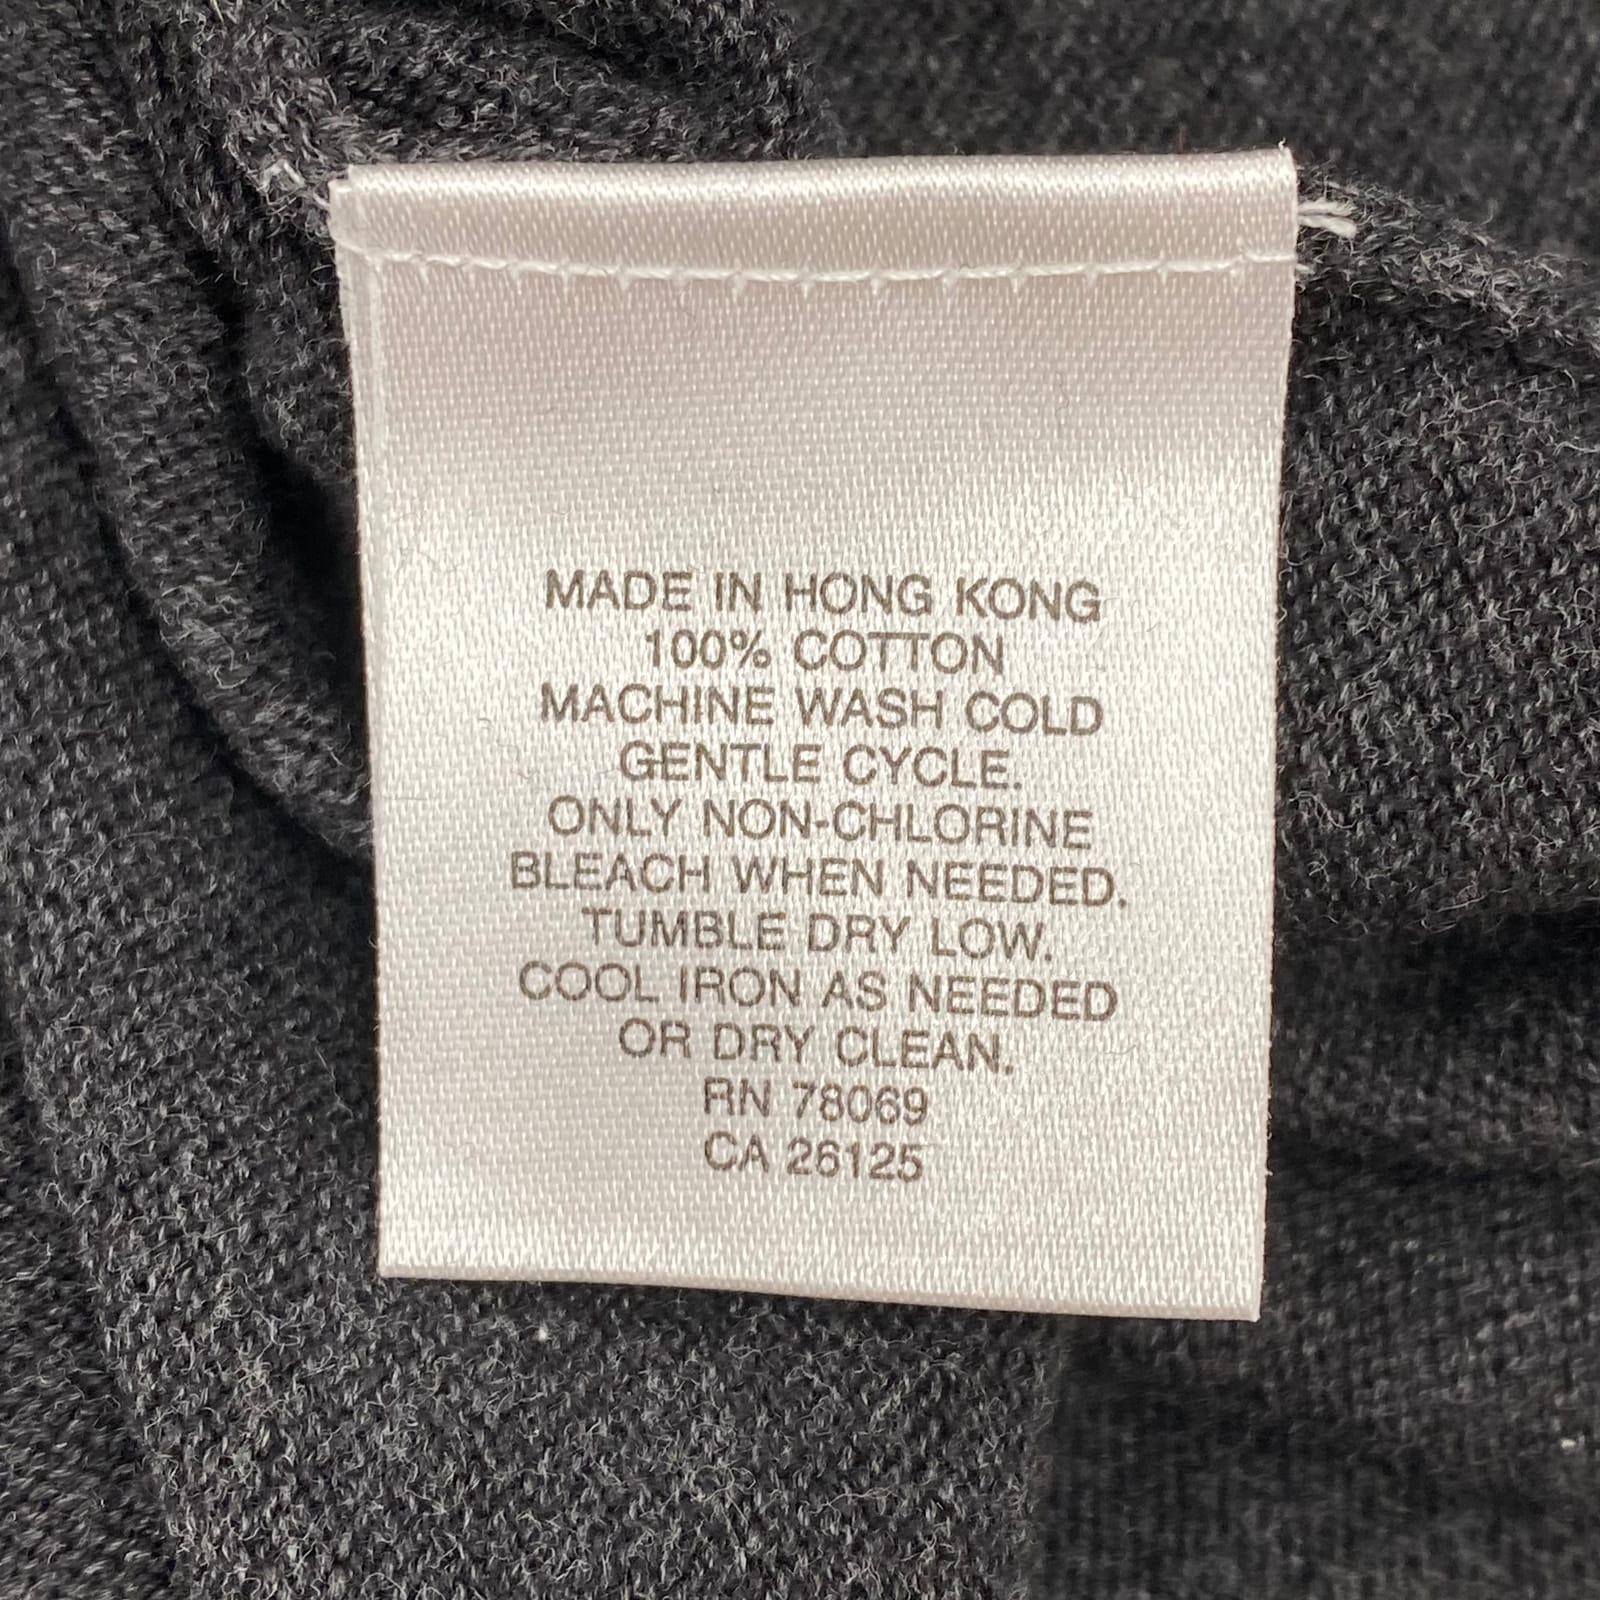 MADE IN HONG KONG
100% COTTON
MACHINE WASH COLD
GENTLE CYCLE.
ONLY NON-CHLORINE
BLEACH WHEN NEEDED.
TUMBLE DRY LOW.
COOL IRON AS NEEDED
OR DRY CLEAN.
RN 78069
CA 26125